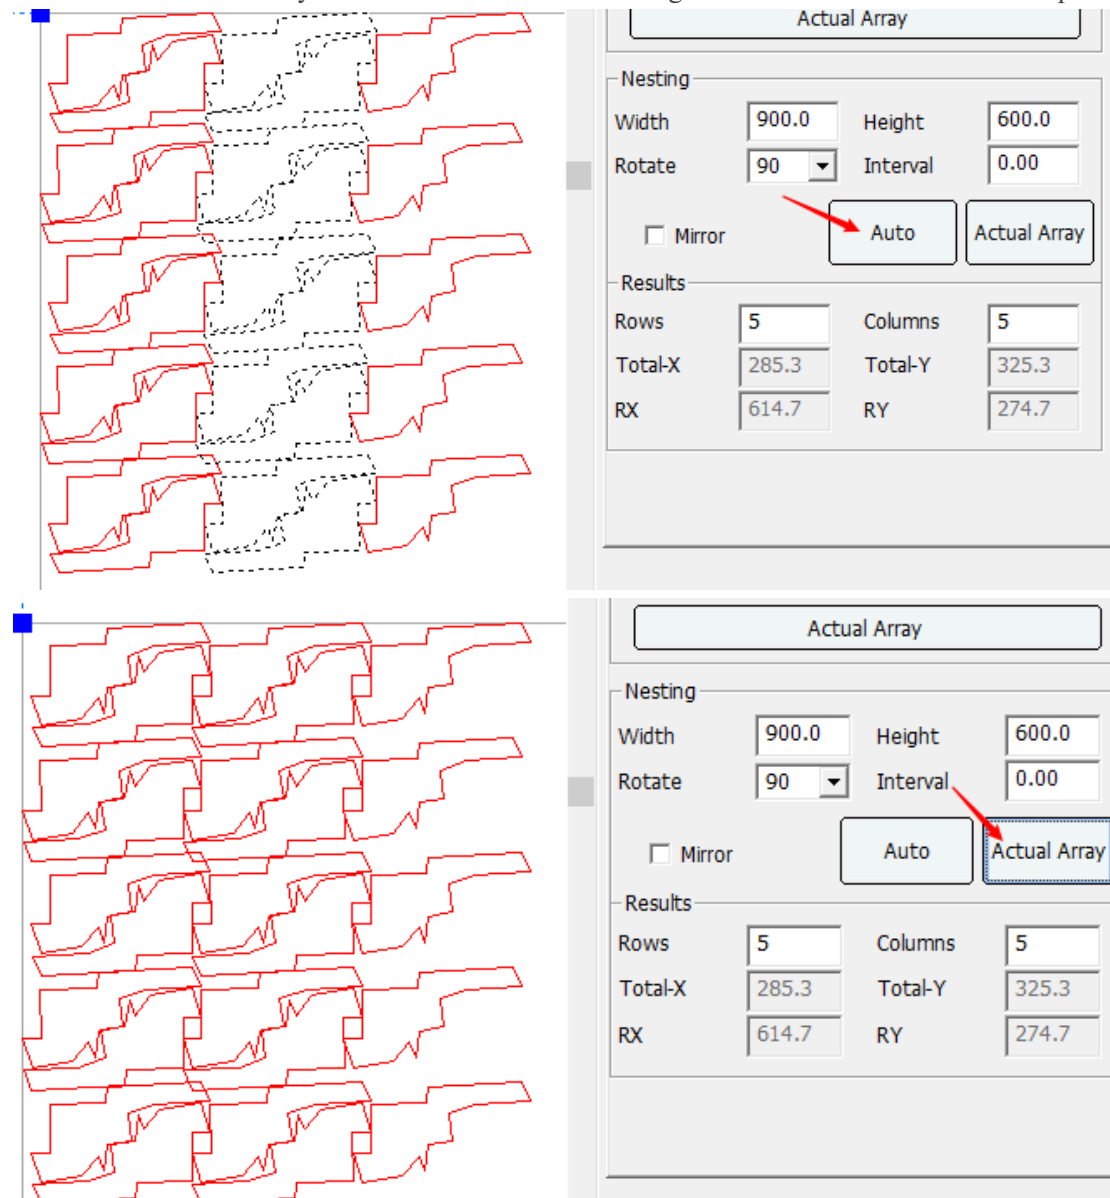 Actual Array
Nesting
Width 900.0 Height 600.0
Rotate 90 Interval 0.00
Mirror Auto Actual Array
Results
Rows 5 Columns 5
Total-X 285.3 Total-Y 325.3
RX 614.7 RY 274.7
Actual Array
Nesting
Width 900.0 Height 600.0
Rotate 90 Interval 0.00
Mirror Auto Actual Array
Results
Rows 5 Columns 5
Total-X 285.3 Total-Y 325.3
RX 614.7 RY 274.7